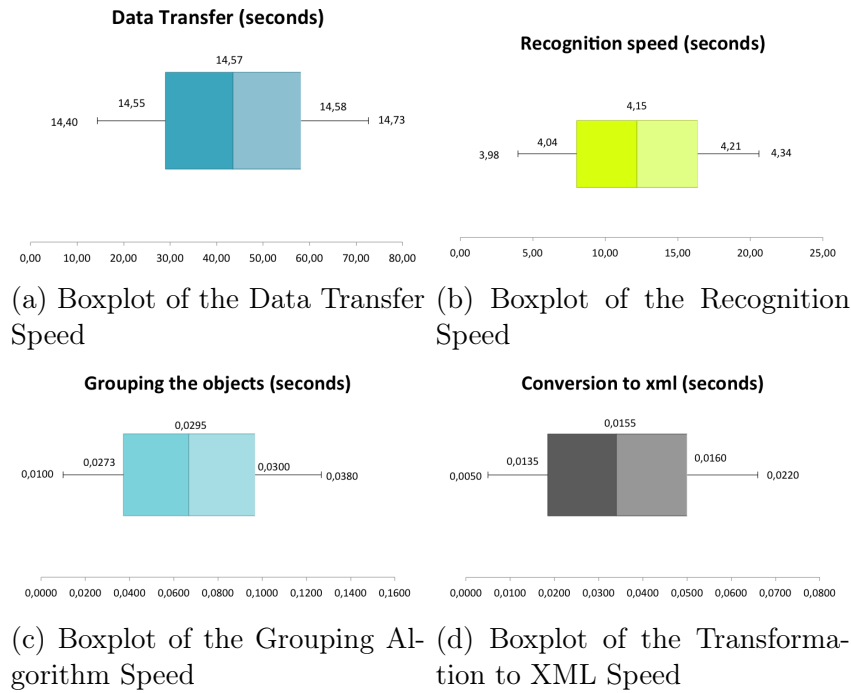 Data Transfer (seconds)
14,57
14,55
14,58
14,40
14,73
0,00 10,00 20,00 30,00 40,00 50,00 60,00 70,00 80,00
(a) Boxplot of the Data Transfer
Speed
Recognition speed (seconds)
4,15
4,04
4,21
3,98
4,34
0,00 5,00 10,00 15,00 20,00 25,00
(b) Boxplot of the Recognition
Speed
Grouping the objects (seconds)
0,0295
0,0273
0,0300
0,0100
0,0380
0,0000 0,0200 0,0400 0,0600 0,0800 0,1000 0,1200 0,1400 0,1600
(c) Boxplot of the Grouping Al-
gorithm Speed
Conversion to xml (seconds)
0,0155
0,0135
0,0160
0,0050
0,0220
0,0000 0,0100 0,0200 0,0300 0,0400 0,0500 0,0600 0,0700 0,0800
(d) Boxplot of the Transforma-
tion to XML Speed